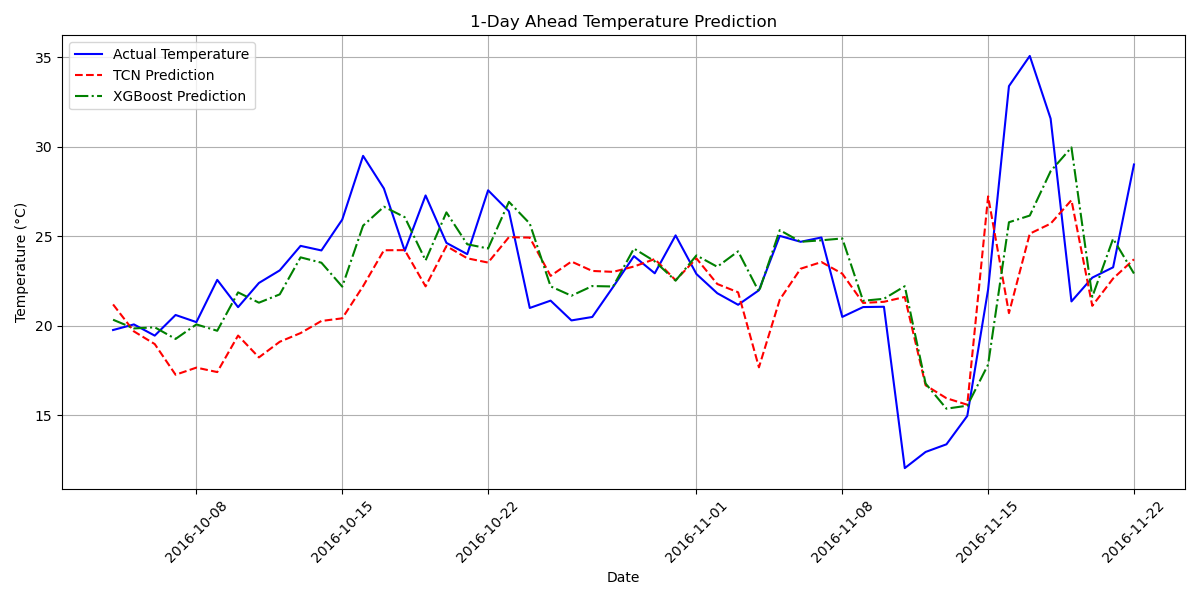 1-Day Ahead Temperature Prediction
Actual Temperature
TCN Prediction
XGBoost Prediction
Temperature (°C)
35
30
25
20
15
2016-10-08
2016-10-15
2016-10-22
2016-11-01
2016-11-08
2016-11-15
2016-11-22
Date